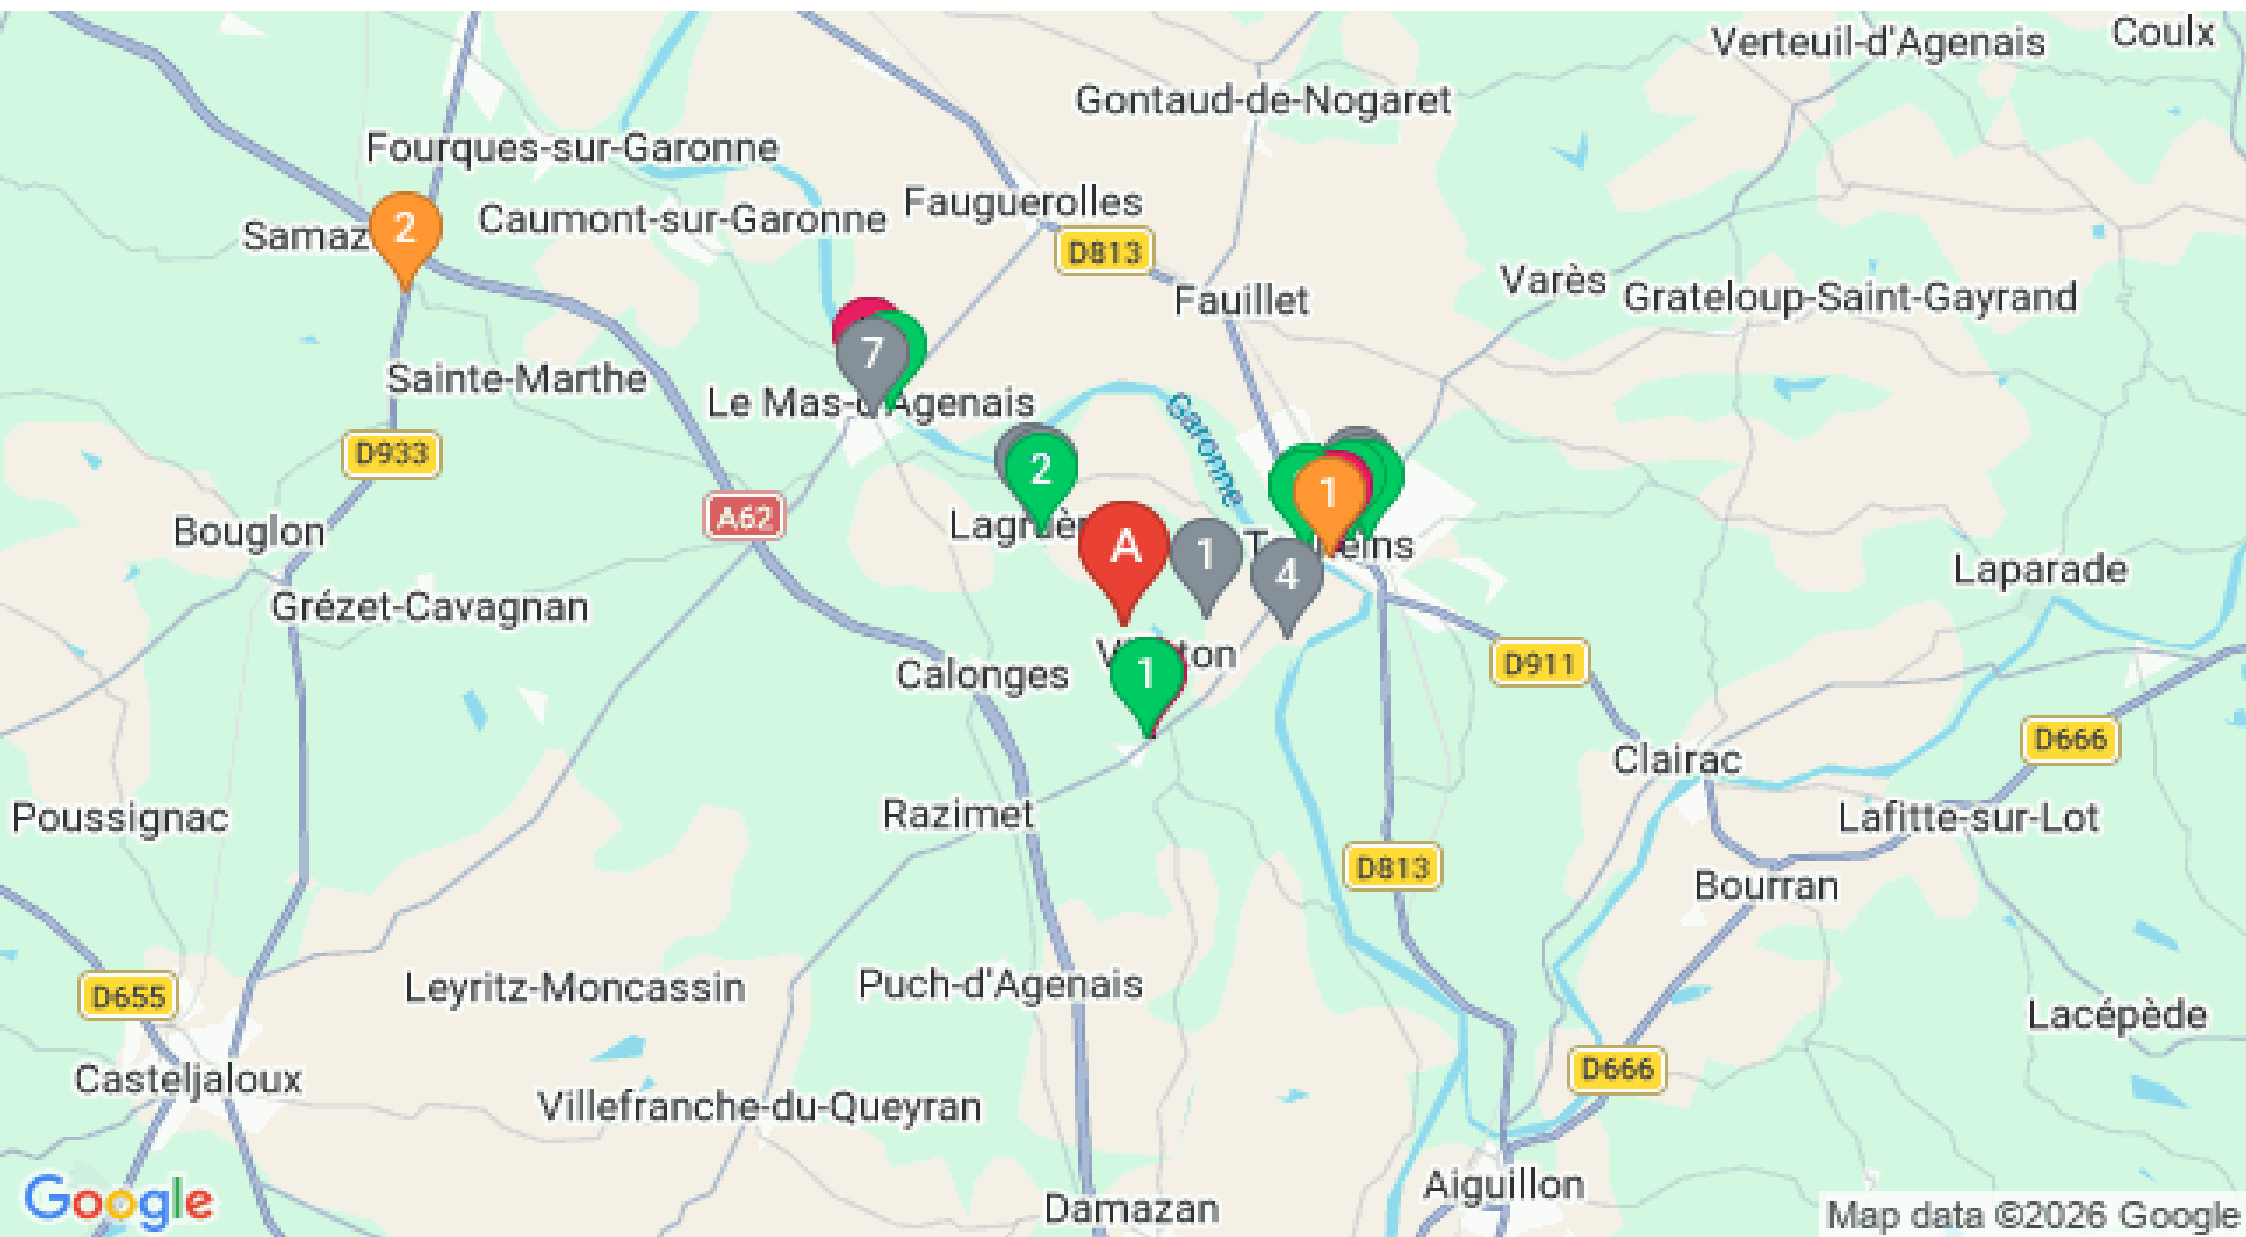 Coulx
Verteuil-d'Agenais
Gontaud-de-Nogaret
Fourques-sur-Garonne
Fauguerolles
Caumont-sur-Garonne
2
D813
Varès
Grateloup-Saint-Gayrand
Fauillet
7
Sainte-Marthe
Le Mas-d'Agenais
Garonne
D933
2
1
A62
Bouglon
A
1
4
Laparade
Grézet-Cavagnan
D911
Calonges
1
D666
Clairac
Razimet
Poussignac
Lafitte-sur-Lot
D813
Bourran
Puch-d'Agenais
Leyritz-Moncassin
D655
Lacépède
D666
Casteljaloux
Villefranche-du-Queyran
Aiguillon
Damazan
Google
Map data ©2026 Google